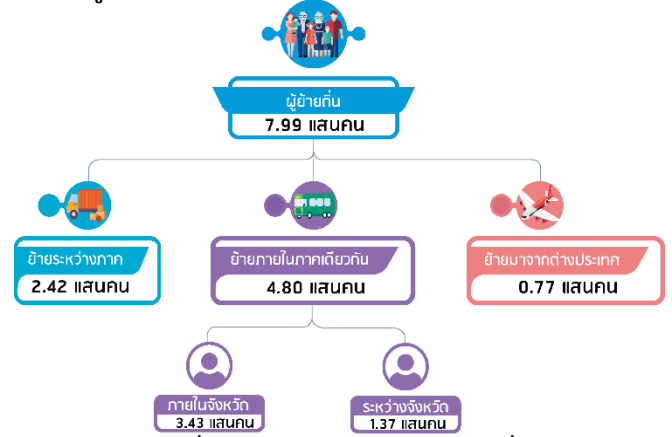 ผู้ย้ายถิ่น
7.99 แสนคน
ย้ายระหว่างภาค
2.42 แสนคน
ย้ายภายในภาคเดียวกัน
4.80 แสนคน
ย้ายมาจากต่างประเทศ
0.77 แสนคน
ภายในจังหวัด
3.43 แสนคน
ระหว่างจังหวัด
1.37 แสนคน